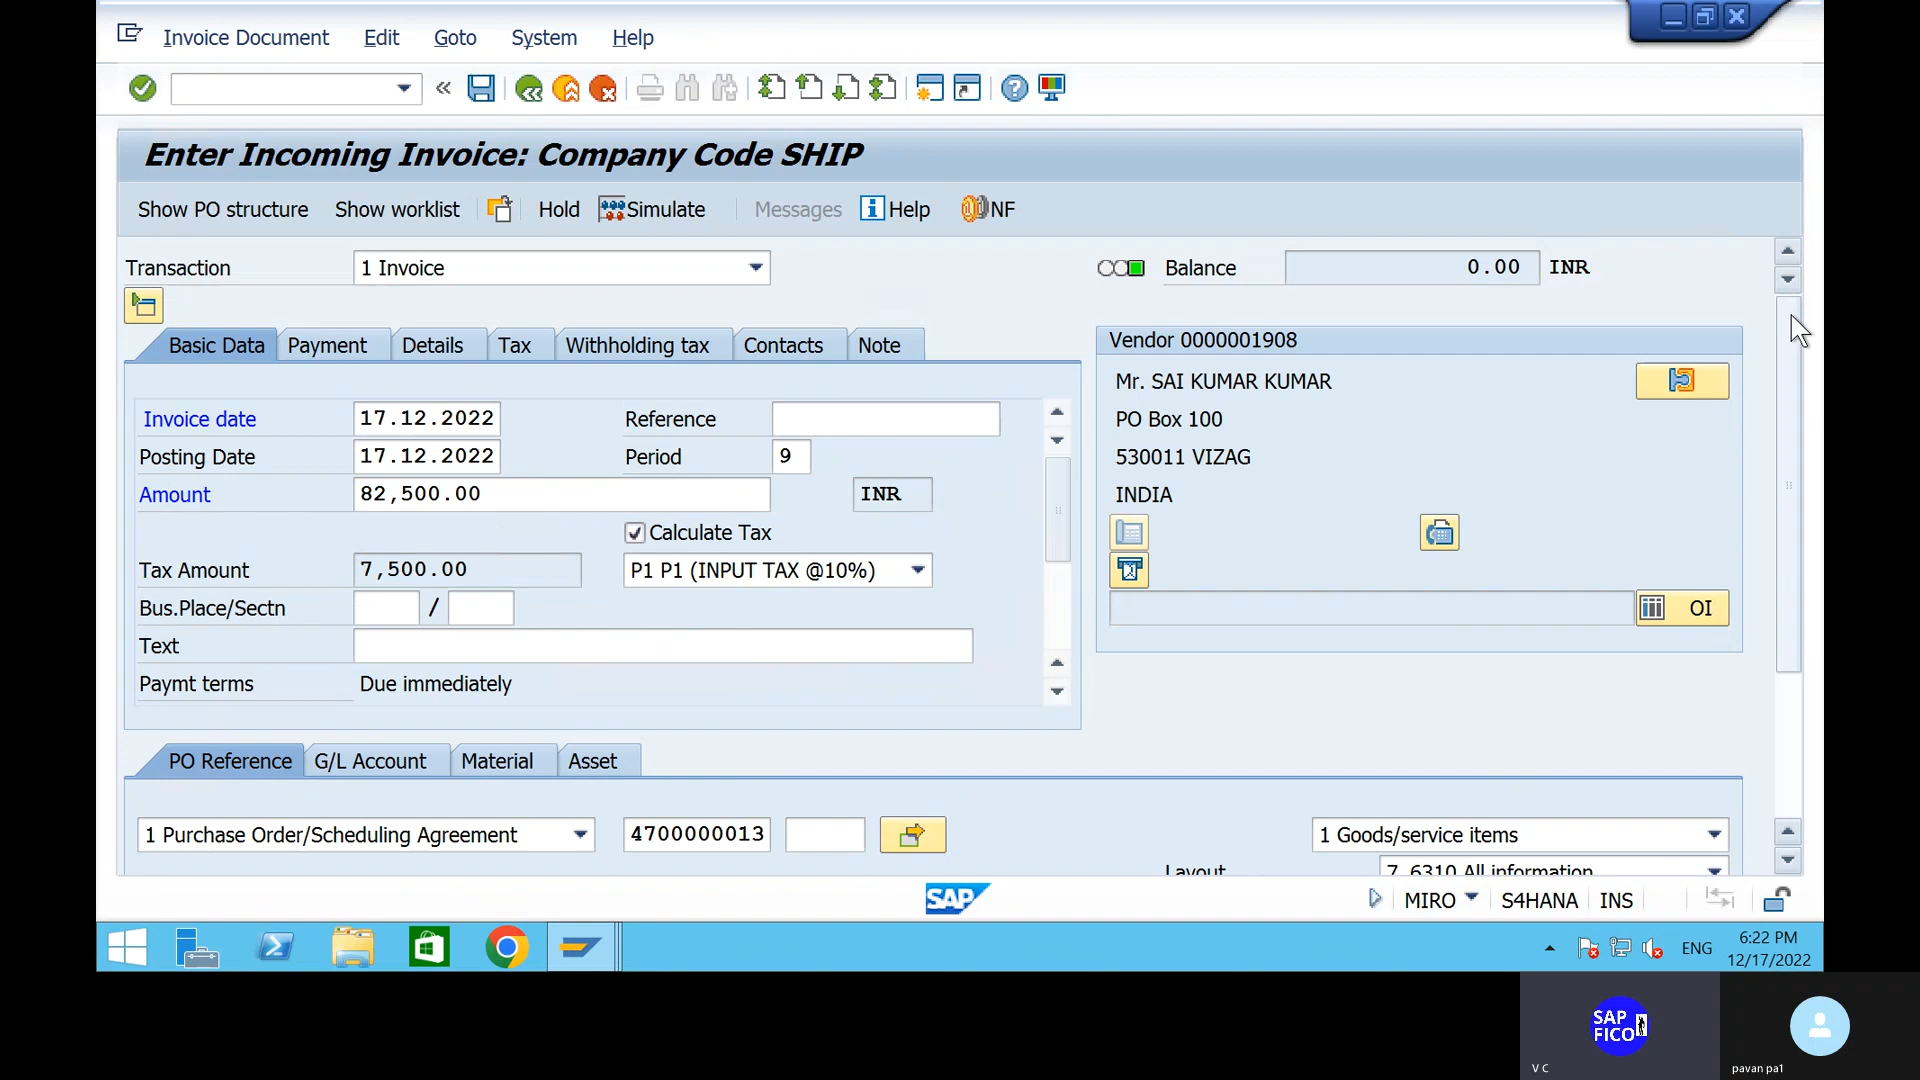 Invoice Document Edit Goto System Help
Enter Incoming Invoice: Company Code SHIP
Show PO structure Show worklist Hold Simulate Messages Help NF
Transaction 1 Invoice Balance 0.00 INR
Basic Data Payment Details Tax Withholding tax Contacts Note
Invoice date 17.12.2022 Reference
Posting Date 17.12.2022 Period 9
Amount 82,500.00 INR
Calculate Tax
Tax Amount 7,500.00 P1 P1 (INPUT TAX @10%)
Bus.Place/Sectn /
Text
Paymt terms Due immediately
Vendor 0000001908
Mr. SAI KUMAR KUMAR
PO Box 100
530011 VIZAG
INDIA
OI
PO Reference G/L Account Material Asset
1 Purchase Order/Scheduling Agreement 4700000013 1 Goods/service items
Layout 7_6310 All information
SAP MIRO S4HANA INS
ENG 6:22 PM
12/17/2022
SAP
FICO
V C pavan pa1